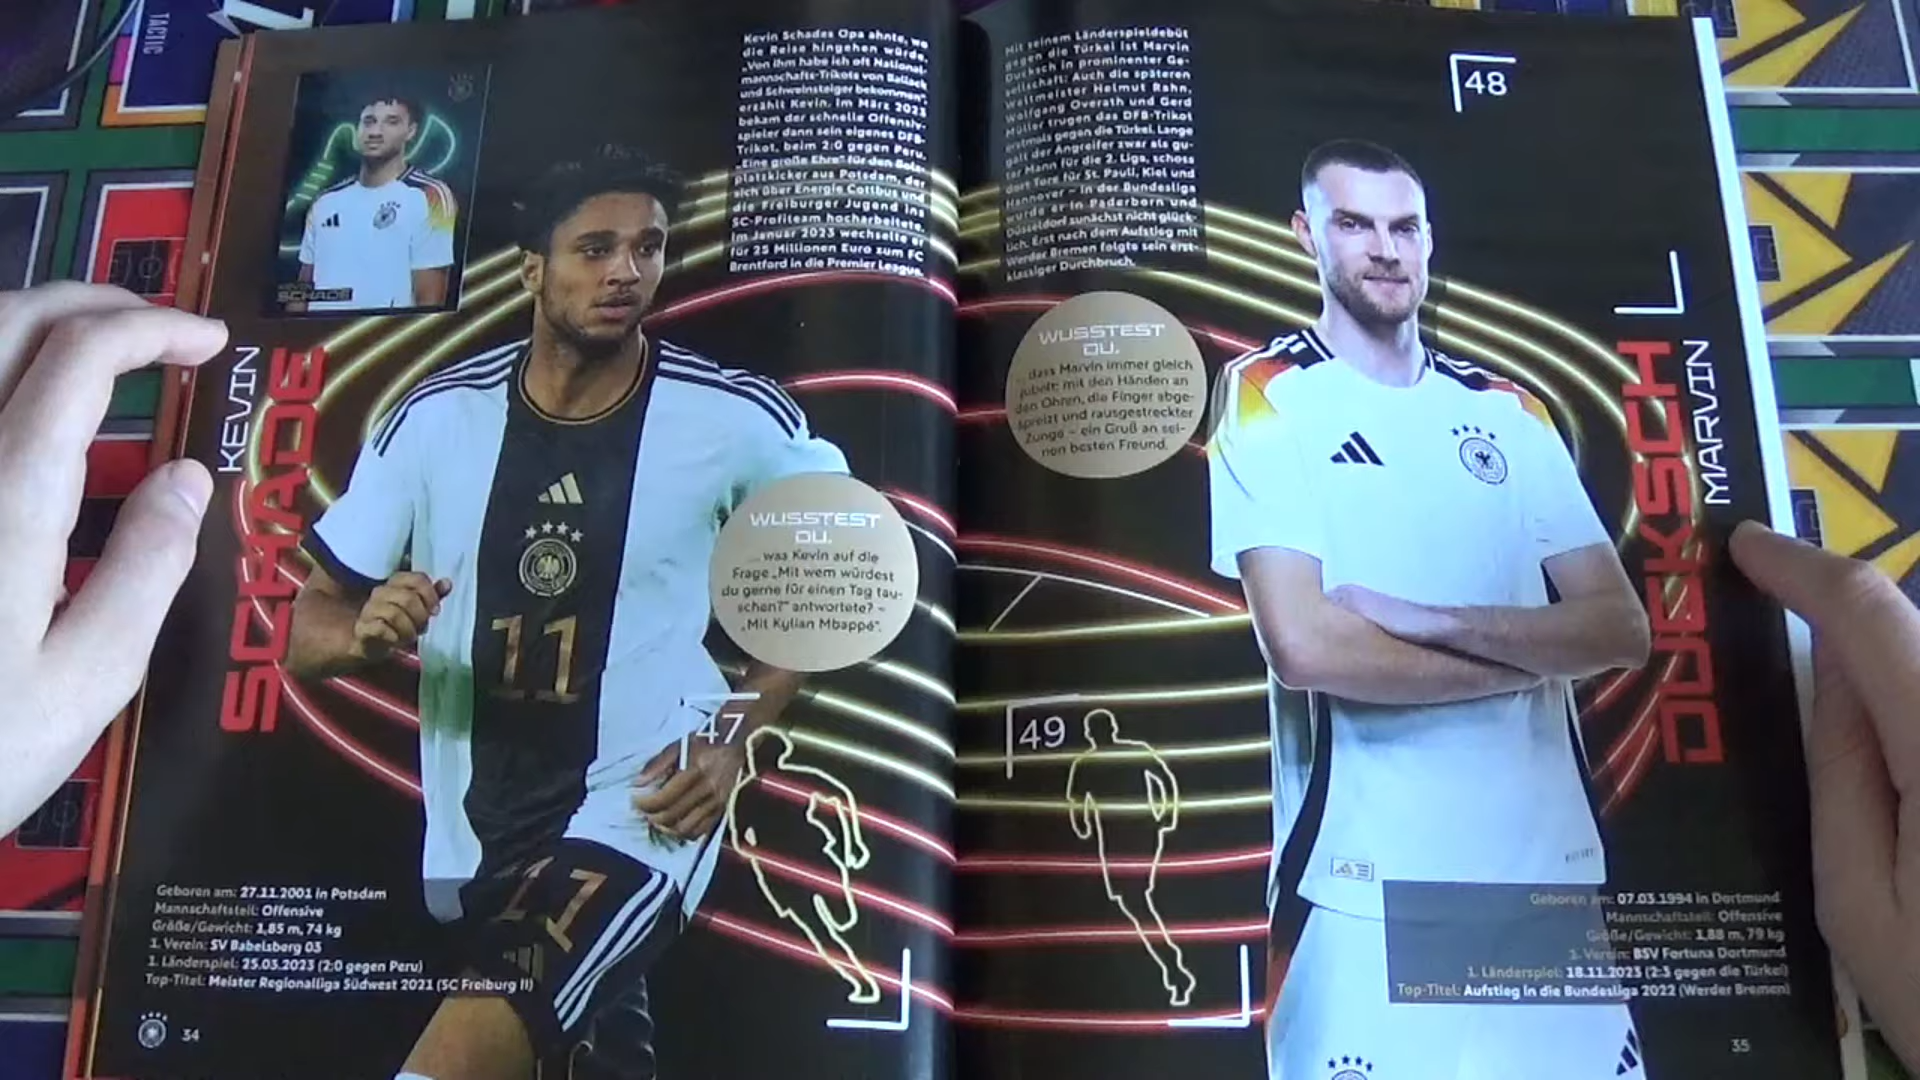 TACTIC
KEVIN
SCHADE
KEVIN
SCHADE
Kevin Schades Opa ahnte, wo
die Reise hingehen würde.
„Von ihm habe ich oft National-
mannschafts-Trikots von Ballack
und Schweinsteiger bekommen“,
erzählt Kevin. Im März 2023
bekam der schnelle Offensiv-
spieler dann sein eigenes DFB-
Trikot, beim 2:0 gegen Peru.
„Eine große Ehre“ für den Bolz-
platzkicker aus Potsdam, der
sich über Energie Cottbus und
die Freiburger Jugend ins
SC-Profiteam hocharbeitete.
Im Januar 2023 wechselte er
für 25 Millionen Euro zum FC
Brentford in die Premier League.
11
11
WUSSTEST
DU,
... was Kevin auf die
Frage „Mit wem würdest
du gerne für einen Tag tau-
schen?“ antwortete? –
„Mit Kylian Mbappé“.
47
Geboren am: 27.11.2001 in Potsdam
Mannschaftsteil: Offensive
Größe/Gewicht: 1,85 m, 74 kg
1. Verein: SV Babelsberg 03
1. Länderspiel: 25.03.2023 (2:0 gegen Peru)
Top-Titel: Meister Regionalliga Südwest 2021 (SC Freiburg II)
34
Mit seinem Länderspieldebüt
gegen die Türkei ist Marvin
Ducksch in prominenter Ge-
sellschaft: Auch die späteren
Weltmeister Helmut Rahn,
Wolfgang Overath und Gerd
Müller trugen das DFB-Trikot
erstmals gegen die Türkei. Lange
galt der Angreifer zwar als gu-
ter Mann für die 2. Liga, schoss
dort Tore für St. Pauli, Kiel und
Hannover – in der Bundesliga
wurde er in Paderborn und
Düsseldorf zunächst nicht glück-
lich. Erst nach dem Aufstieg mit
Werder Bremen folgte sein erst-
klassiger Durchbruch.
48
WUSSTEST
DU,
... dass Marvin immer gleich
jubelt: mit den Händen an
den Ohren, die Finger abge-
spreizt und rausgestreckter
Zunge – ein Gruß an sei-
nen besten Freund.
DUCKSCH
MARVIN
49
Geboren am: 07.03.1994 in Dortmund
Mannschaftsteil: Offensive
Größe/Gewicht: 1,88 m, 79 kg
1. Verein: BSV Fortuna Dortmund
1. Länderspiel: 18.11.2023 (2:3 gegen die Türkei)
Top-Titel: Aufstieg in die Bundesliga 2022 (Werder Bremen)
35